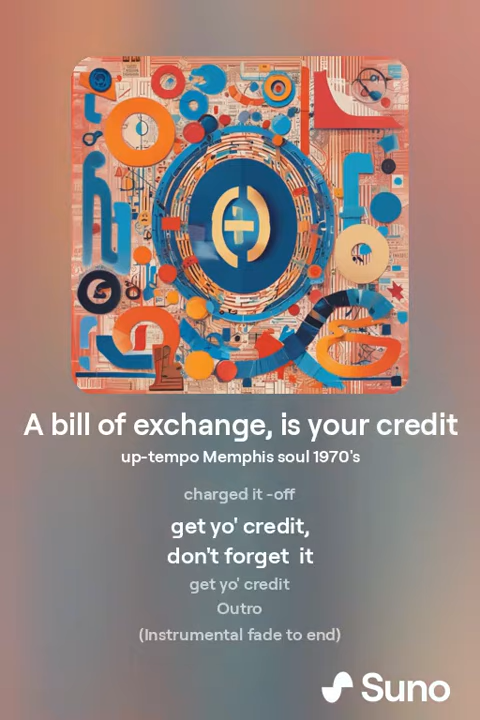 A bill of exchange, is your credit
up-tempo Memphis soul 1970's
charged it -off
get yo' credit,
don't forget it
get yo' credit
Outro
(Instrumental fade to end)
Suno